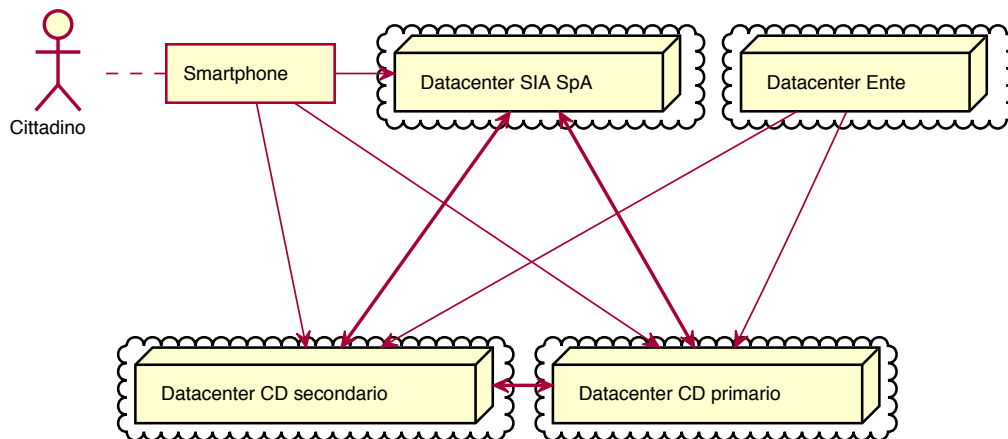 Cittadino
Smartphone
Datacenter SIA SpA
Datacenter Ente
Datacenter CD secondario
Datacenter CD primario